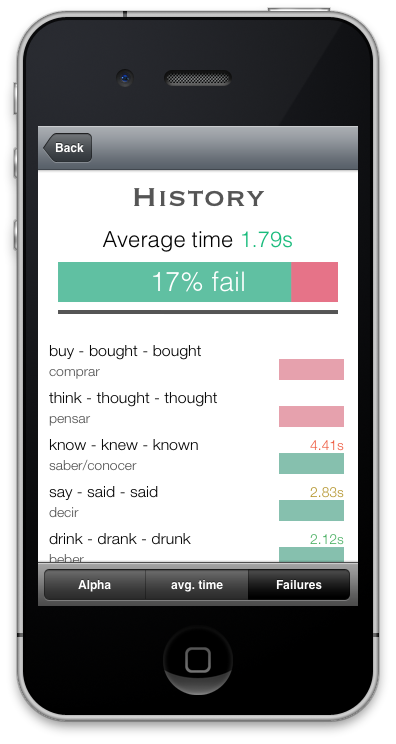 Back
HISTORY
Average time 1.79s
17% fail
buy - bought - bought
comprar
think - thought - thought
pensar
know - knew - known 4.41s
saber/conocer
say - said - said 2.83s
decir
drink - drank - drunk 2.12s
beber
Alpha avg. time Failures